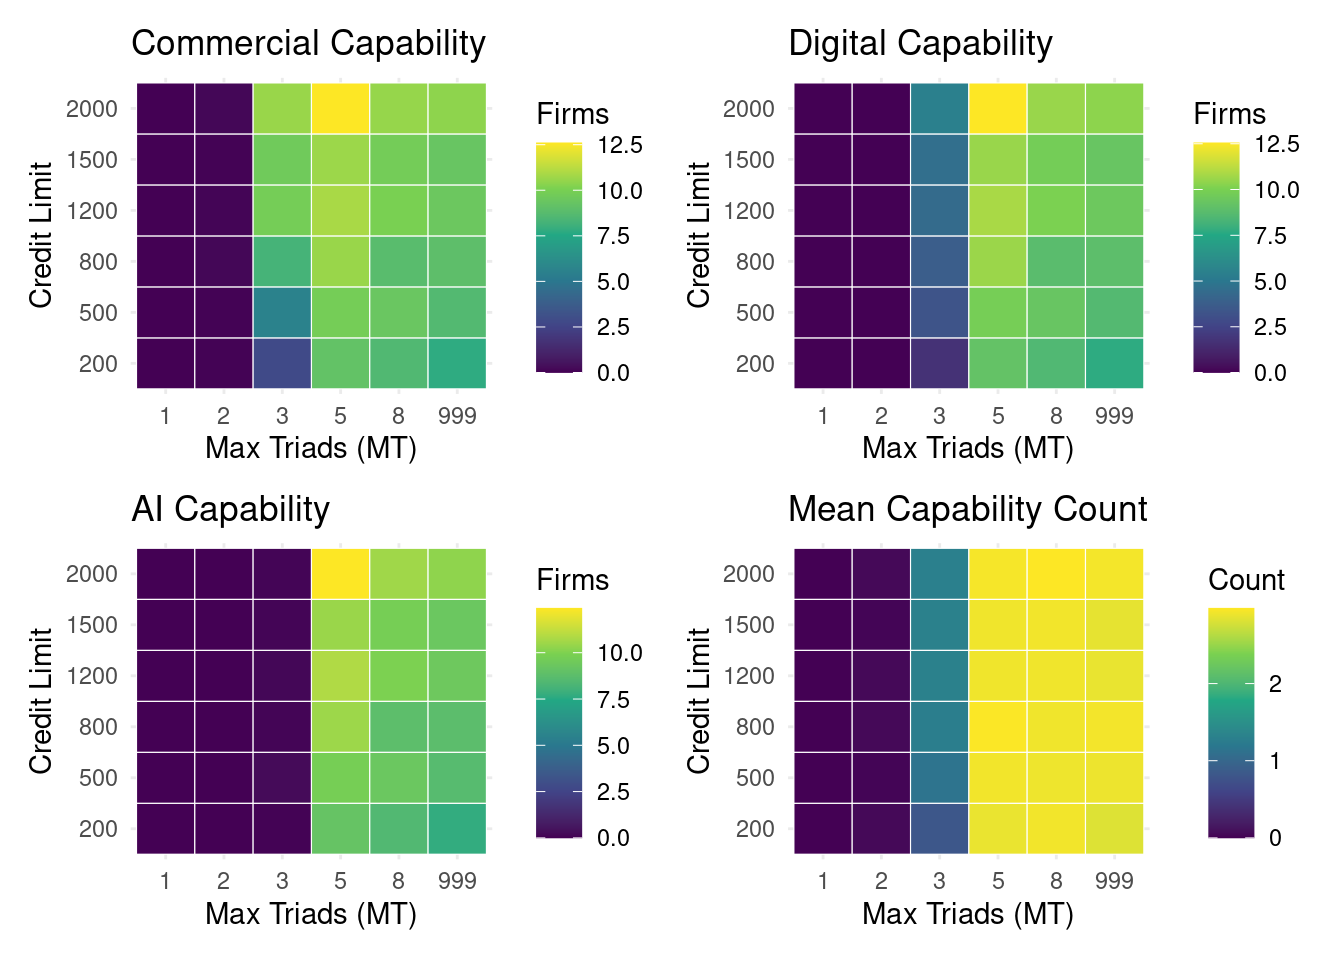 Commercial Capability
Credit Limit
2000
1500
1200
800
500
200
1 2 3 5 8 999
Max Triads (MT)
Firms
12.5
10.0
7.5
5.0
2.5
0.0
Digital Capability
Credit Limit
2000
1500
1200
800
500
200
1 2 3 5 8 999
Max Triads (MT)
Firms
12.5
10.0
7.5
5.0
2.5
0.0
AI Capability
Credit Limit
2000
1500
1200
800
500
200
1 2 3 5 8 999
Max Triads (MT)
Firms
10.0
7.5
5.0
2.5
0.0
Mean Capability Count
Credit Limit
2000
1500
1200
800
500
200
1 2 3 5 8 999
Max Triads (MT)
Count
2
1
0